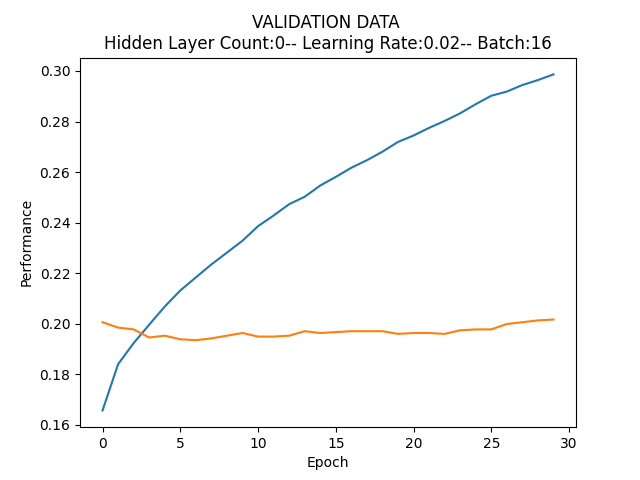 VALIDATION DATA
Hidden Layer Count:0-- Learning Rate:0.02-- Batch:16
0.30
0.28
0.26
0.24
0.22
0.20
0.18
0.16
Performance
0 5 10 15 20 25 30
Epoch